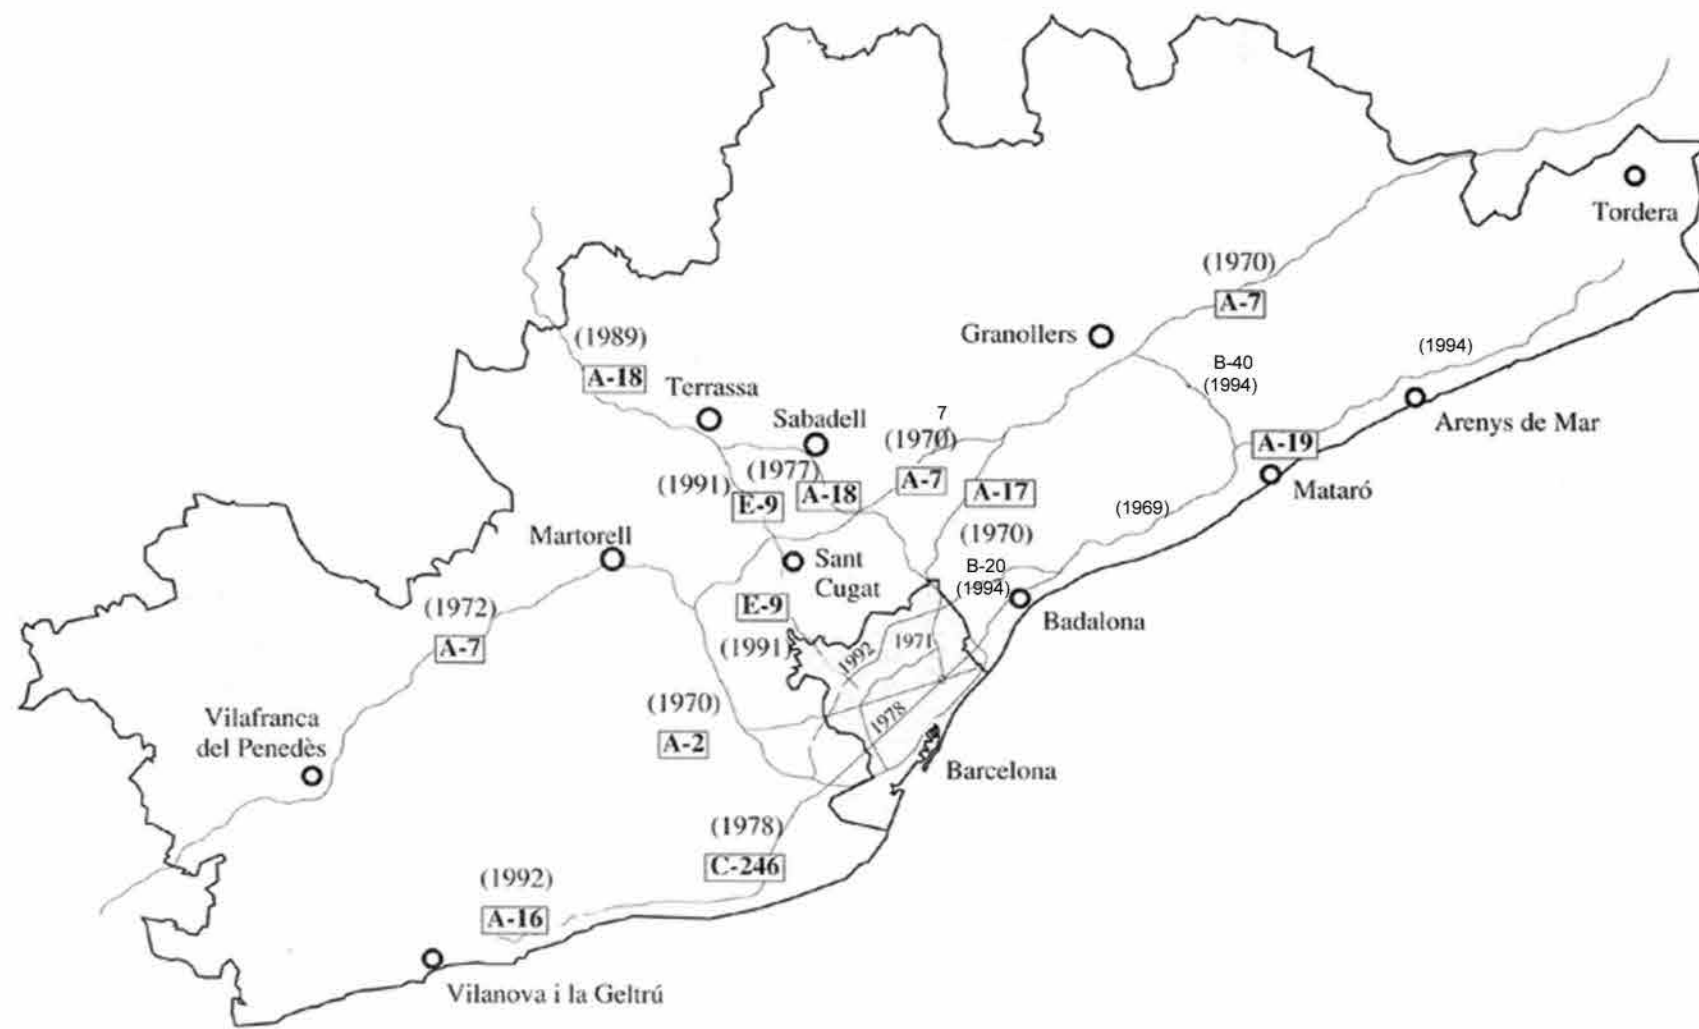 Tordera
(1970)
A-7
Granollers
(1989)
A-18
(1994)
B-40
(1994)
Terrassa
Sabadell
7
(1970)
A-7
Arenys de Mar
A-19
(1977)
A-18
(1991)
E-9
A-17
Mataró
(1969)
Martorell
(1970)
Sant
Cugat
B-20
(1994)
E-9
(1972)
A-7
Badalona
(1991)
1992
1971
(1970)
A-2
1978
Vilafranca
del Penedès
Barcelona
(1978)
C-246
(1992)
A-16
Vilanova i la Geltrú